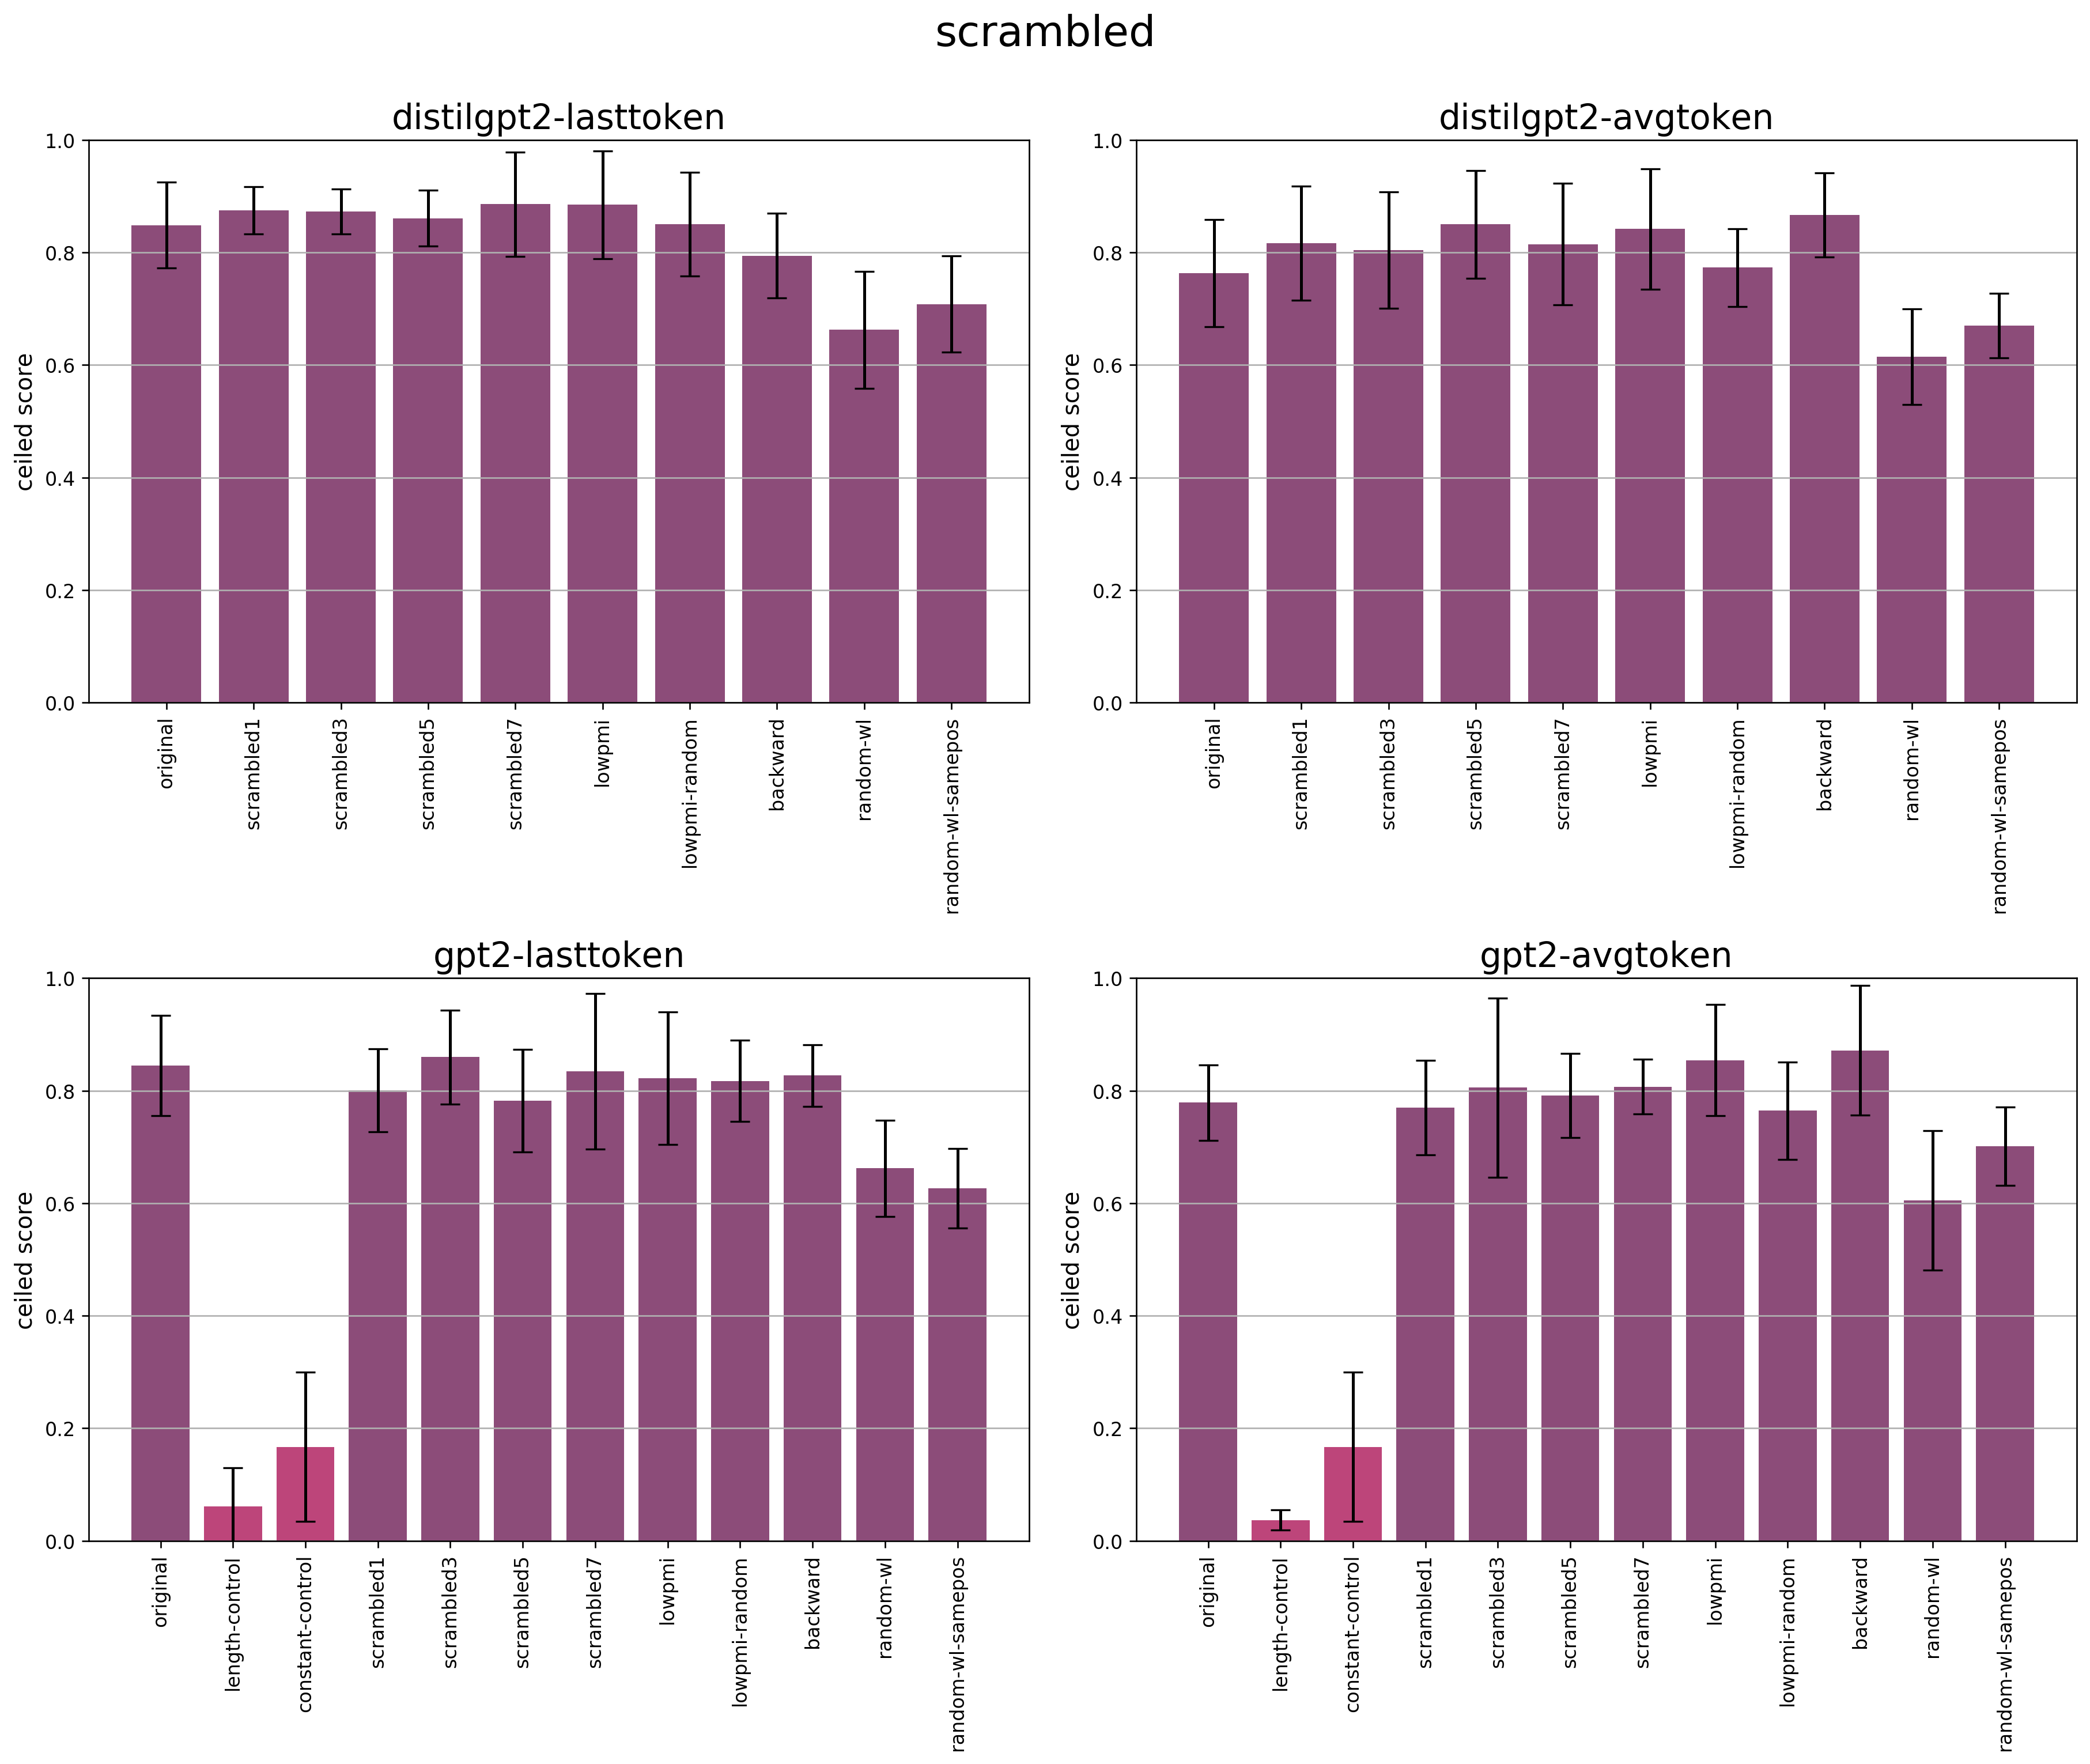 scrambled
distilgpt2-lasttoken
1.0
0.8
0.6
0.4
0.2
0.0
ceiled score
original
scrambled1
scrambled3
scrambled5
scrambled7
lowpmi
lowpmi-random
backward
random-wl
random-wl-samepos
distilgpt2-avgtoken
1.0
0.8
0.6
0.4
0.2
0.0
ceiled score
original
scrambled1
scrambled3
scrambled5
scrambled7
lowpmi
lowpmi-random
backward
random-wl
random-wl-samepos
gpt2-lasttoken
1.0
0.8
0.6
0.4
0.2
0.0
ceiled score
original
length-control
constant-control
scrambled1
scrambled3
scrambled5
scrambled7
lowpmi
lowpmi-random
backward
random-wl
random-wl-samepos
gpt2-avgtoken
1.0
0.8
0.6
0.4
0.2
0.0
ceiled score
original
length-control
constant-control
scrambled1
scrambled3
scrambled5
scrambled7
lowpmi
lowpmi-random
backward
random-wl
random-wl-samepos